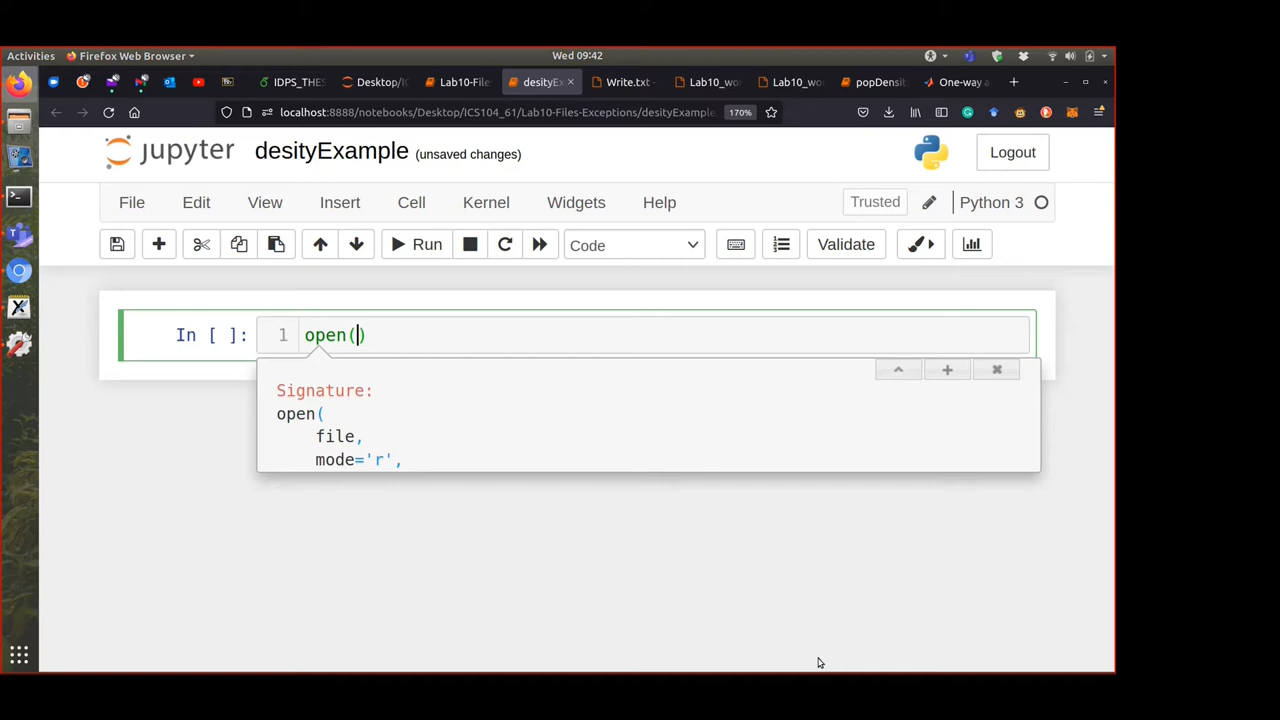 Activities Firefox Web Browser Wed 09:42
IDPS_THES Desktop/IC Lab10-File desityEx Write.txt - Lab10_wo Lab10_wo popDensit One-way a
localhost:8888/notebooks/Desktop/ICS104_61/Lab10-Files-Exceptions/desityExample 170%
jupyter desityExample (unsaved changes) Logout
File Edit View Insert Cell Kernel Widgets Help Trusted Python 3
Run Code Validate
In [ ]: 1 open()
Signature:
open(
file,
mode='r',